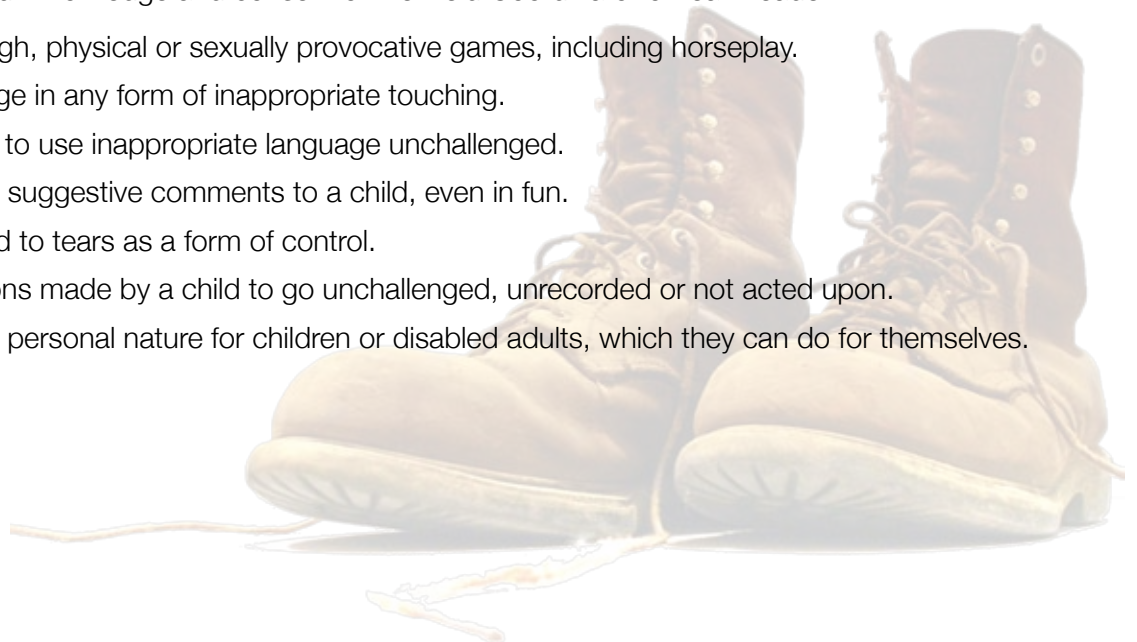 gh, physical or sexually provocative games, including horseplay.
ge in any form of inappropriate touching.
to use inappropriate language unchallenged.
suggestive comments to a child, even in fun.
d to tears as a form of control.
ons made by a child to go unchallenged, unrecorded or not acted upon.
personal nature for children or disabled adults, which they can do for themselves.